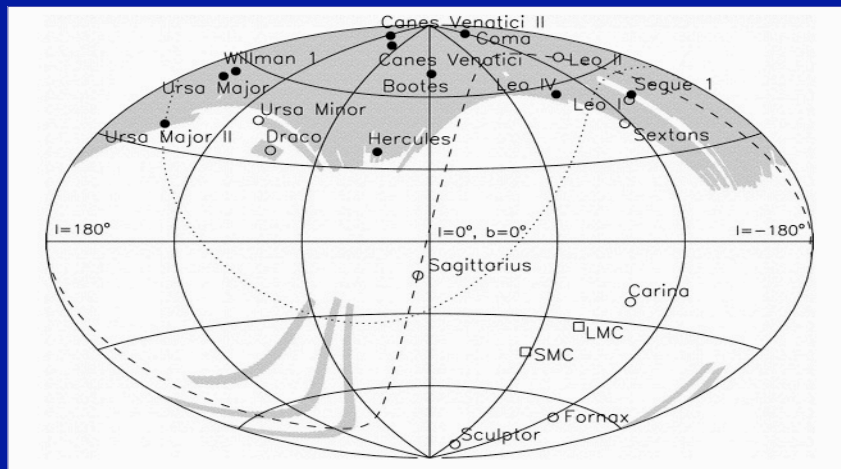 Canes Venatici II
Coma
Willman 1
Canes Venatici
Leo II
Ursa Major
Bootes
Leo IV
Segue 1
Leo I
Ursa Minor
Ursa Major II
Draco
Hercules
Sextans
l=180°
l=0°, b=0°
l=-180°
Sagittarius
Carina
LMC
SMC
Fornax
Sculptor